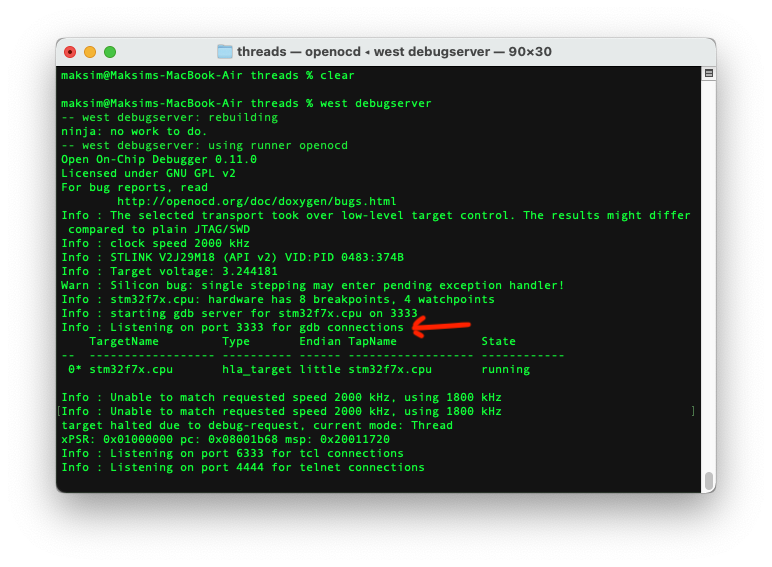 threads — openocd ◂ west debugserver — 90×30
maksim@Maksims-MacBook-Air threads % clear
maksim@Maksims-MacBook-Air threads % west debugserver
-- west debugserver: rebuilding
ninja: no work to do.
-- west debugserver: using runner openocd
Open On-Chip Debugger 0.11.0
Licensed under GNU GPL v2
For bug reports, read
        http://openocd.org/doc/doxygen/bugs.html
Info : The selected transport took over low-level target control. The results might differ
 compared to plain JTAG/SWD
Info : clock speed 2000 kHz
Info : STLINK V2J29M18 (API v2) VID:PID 0483:374B
Info : Target voltage: 3.244181
Warn : Silicon bug: single stepping may enter pending exception handler!
Info : stm32f7x.cpu: hardware has 8 breakpoints, 4 watchpoints
Info : starting gdb server for stm32f7x.cpu on 3333
Info : Listening on port 3333 for gdb connections
    TargetName         Type       Endian TapName            State
--  ------------------ ---------- ------ ------------------ ------------
 0* stm32f7x.cpu       hla_target little stm32f7x.cpu       running
Info : Unable to match requested speed 2000 kHz, using 1800 kHz
[Info : Unable to match requested speed 2000 kHz, using 1800 kHz ]
target halted due to debug-request, current mode: Thread
xPSR: 0x01000000 pc: 0x08001b68 msp: 0x20011720
Info : Listening on port 6333 for tcl connections
Info : Listening on port 4444 for telnet connections